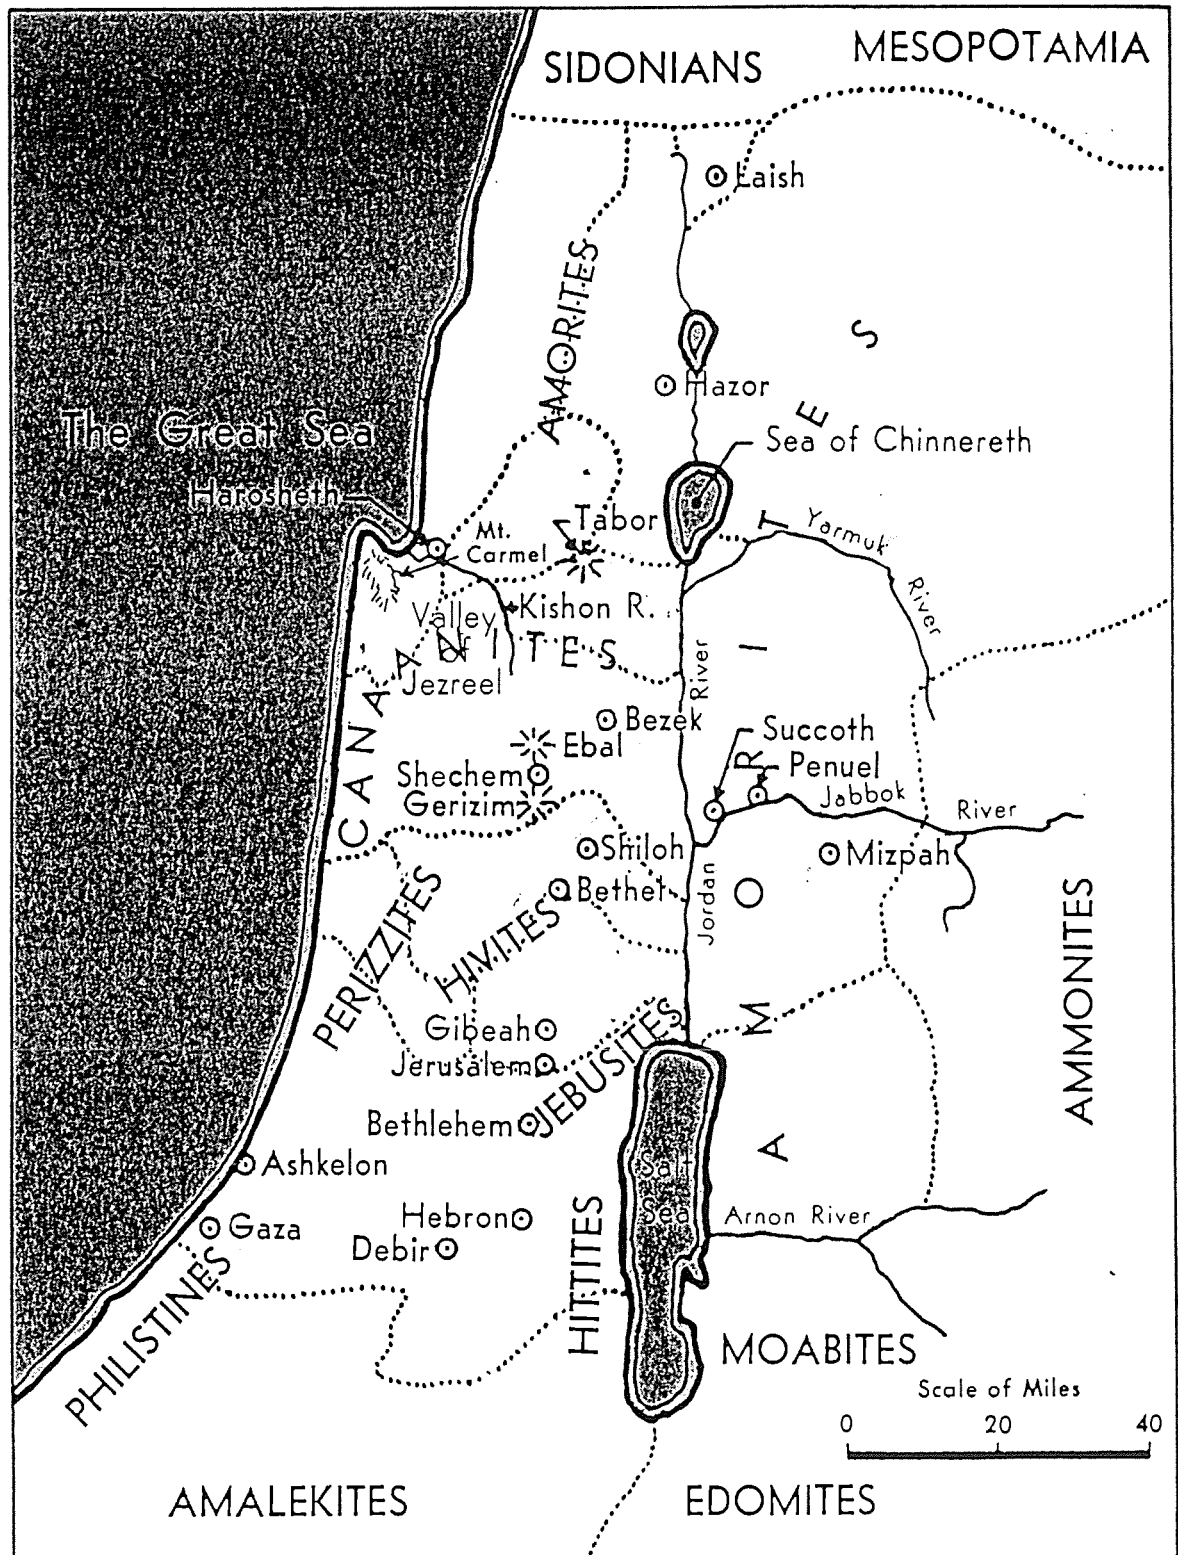 SIDONIANS
MESOPOTAMIA
Laish
AMORITES
Hazor
The Great Sea
Sea of Chinnereth
Harosheth
Mt.
Carmel
Tabor
Yarmuk
River
Valley
of
Jezreel
Kishon R.
CANAANITES
River
Bezek
Ebal
Succoth
Shechem
Penuel
Gerizim
Jabbok
River
Shiloh
Mizpah
Bethel
Jordan
AMORITES
PERIZZITES
HIVITES
AMMONITES
Gibeah
Jerusalem
JEBUSITES
Bethlehem
Ashkelon
Salt
Sea
Hebron
Arnon River
Gaza
Debir
HITTITES
PHILISTINES
MOABITES
Scale of Miles
0 20 40
AMALEKITES
EDOMITES